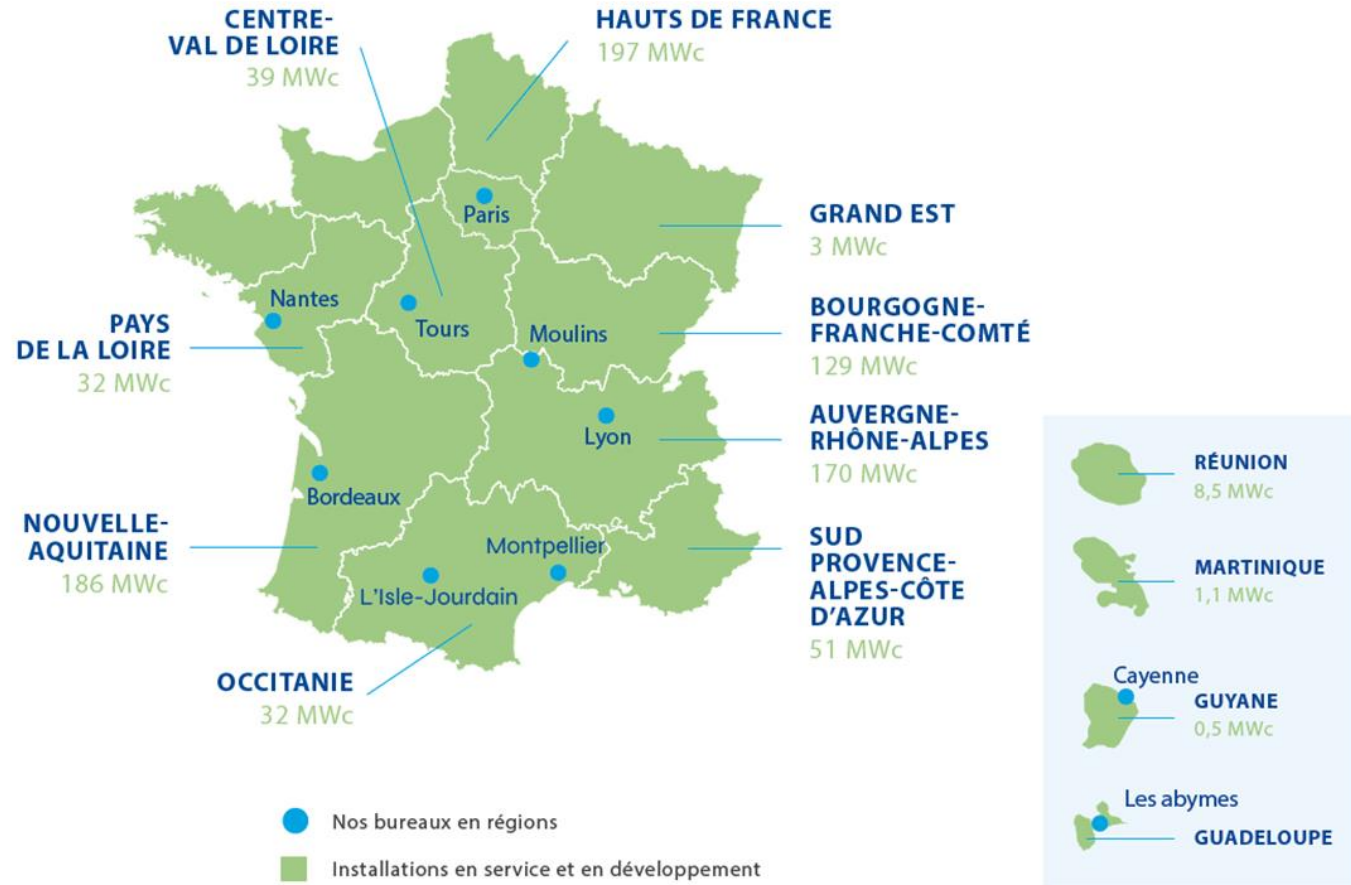 CENTRE-
VAL DE LOIRE
39 MWc
HAUTS DE FRANCE
197 MWc
Paris
GRAND EST
3 MWc
Nantes
Tours
Moulins
BOURGOGNE-
FRANCHE-COMTÉ
129 MWc
PAYS
DE LA LOIRE
32 MWc
Lyon
AUVERGNE-
RHÔNE-ALPES
170 MWc
Bordeaux
NOUVELLE-
AQUITAINE
186 MWc
Montpellier
L'Isle-Jourdain
SUD
PROVENCE-
ALPES-CÔTE
D'AZUR
51 MWc
OCCITANIE
32 MWc
RÉUNION
8,5 MWc
MARTINIQUE
1,1 MWc
Cayenne
GUYANE
0,5 MWc
Les abymes
GUADELOUPE
Nos bureaux en régions
Installations en service et en développement